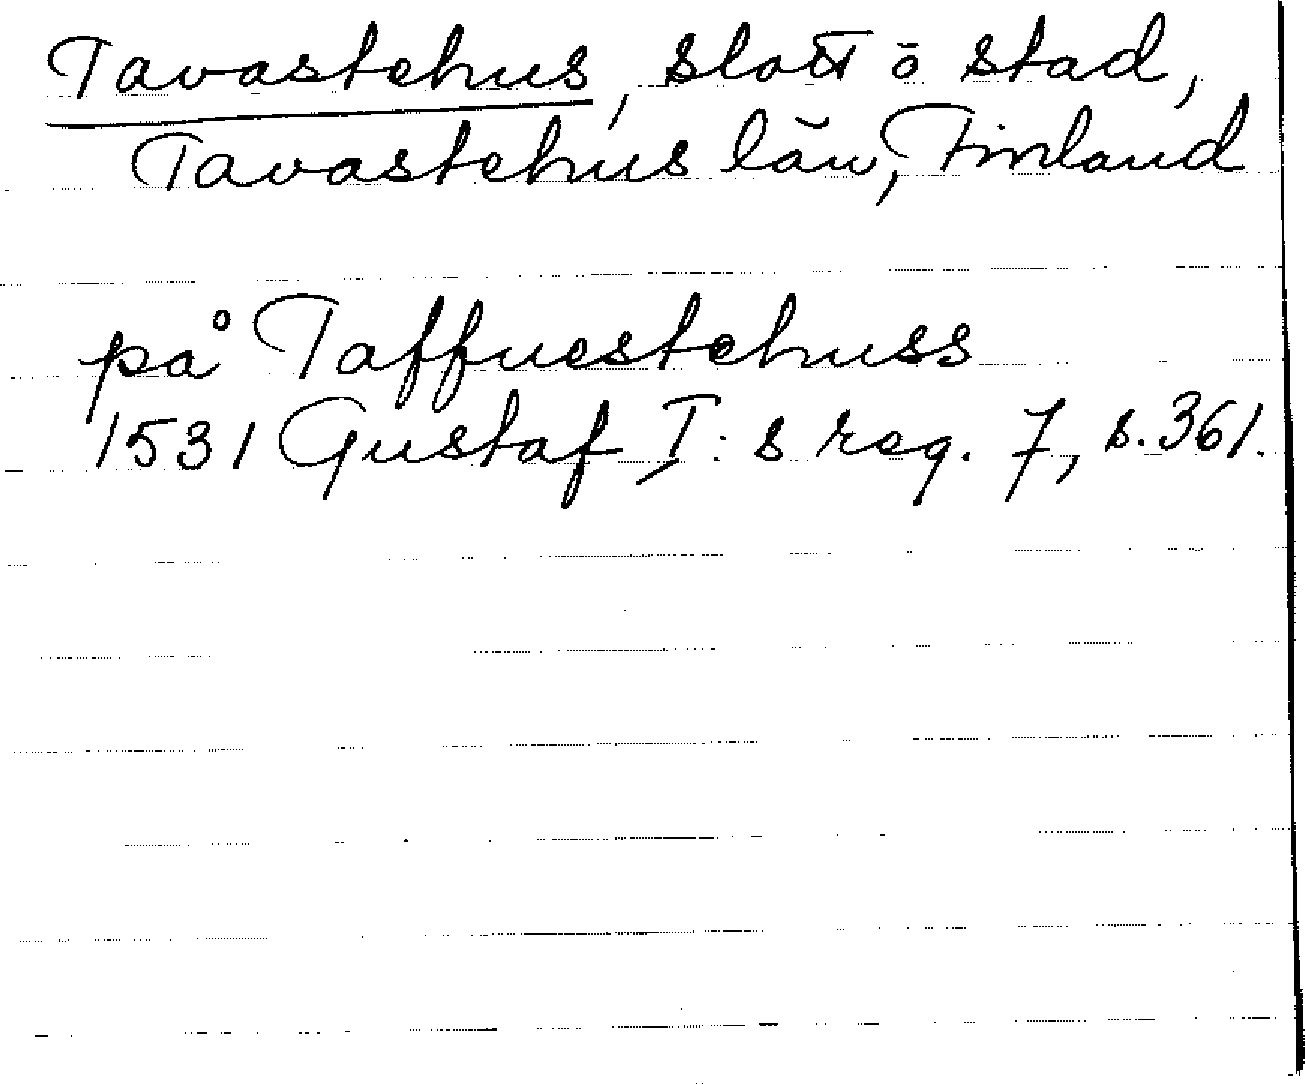 Tavastehus, slott o stad,
Tavastehus län, Finland
på Taffuestehuss
1531 Gustaf I:s reg. 7, s. 361.